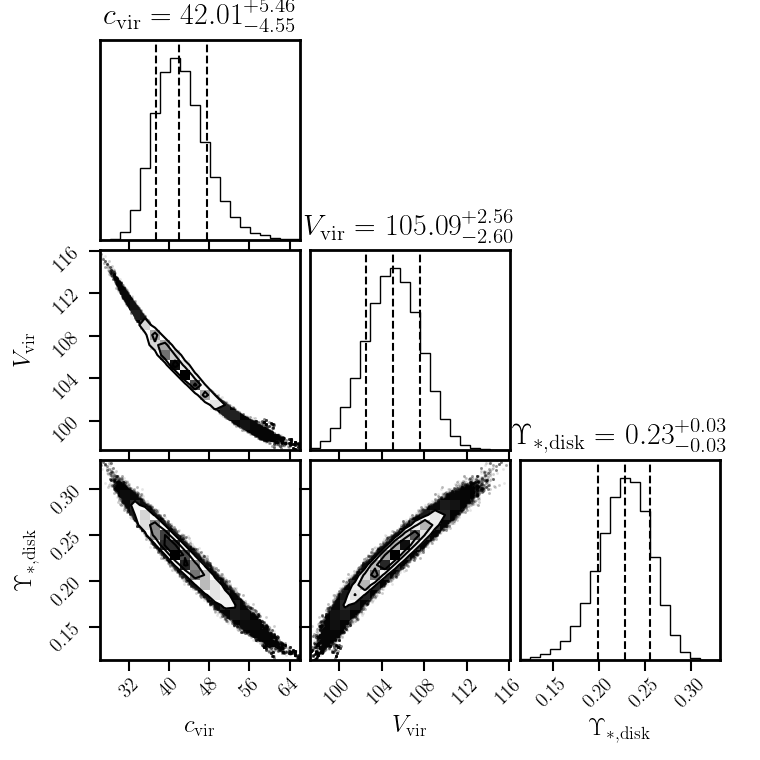 c_vir = 42.01 +5.46 −4.55
V_vir = 105.09 +2.56 −2.60
116
112
108
104
100
V_vir
Υ_*,disk = 0.23 +0.03 −0.03
0.30
0.25
0.20
0.15
Υ_*,disk
32 40 48 56 64
100 104 108 112 116
0.15 0.20 0.25 0.30
c_vir
V_vir
Υ_*,disk